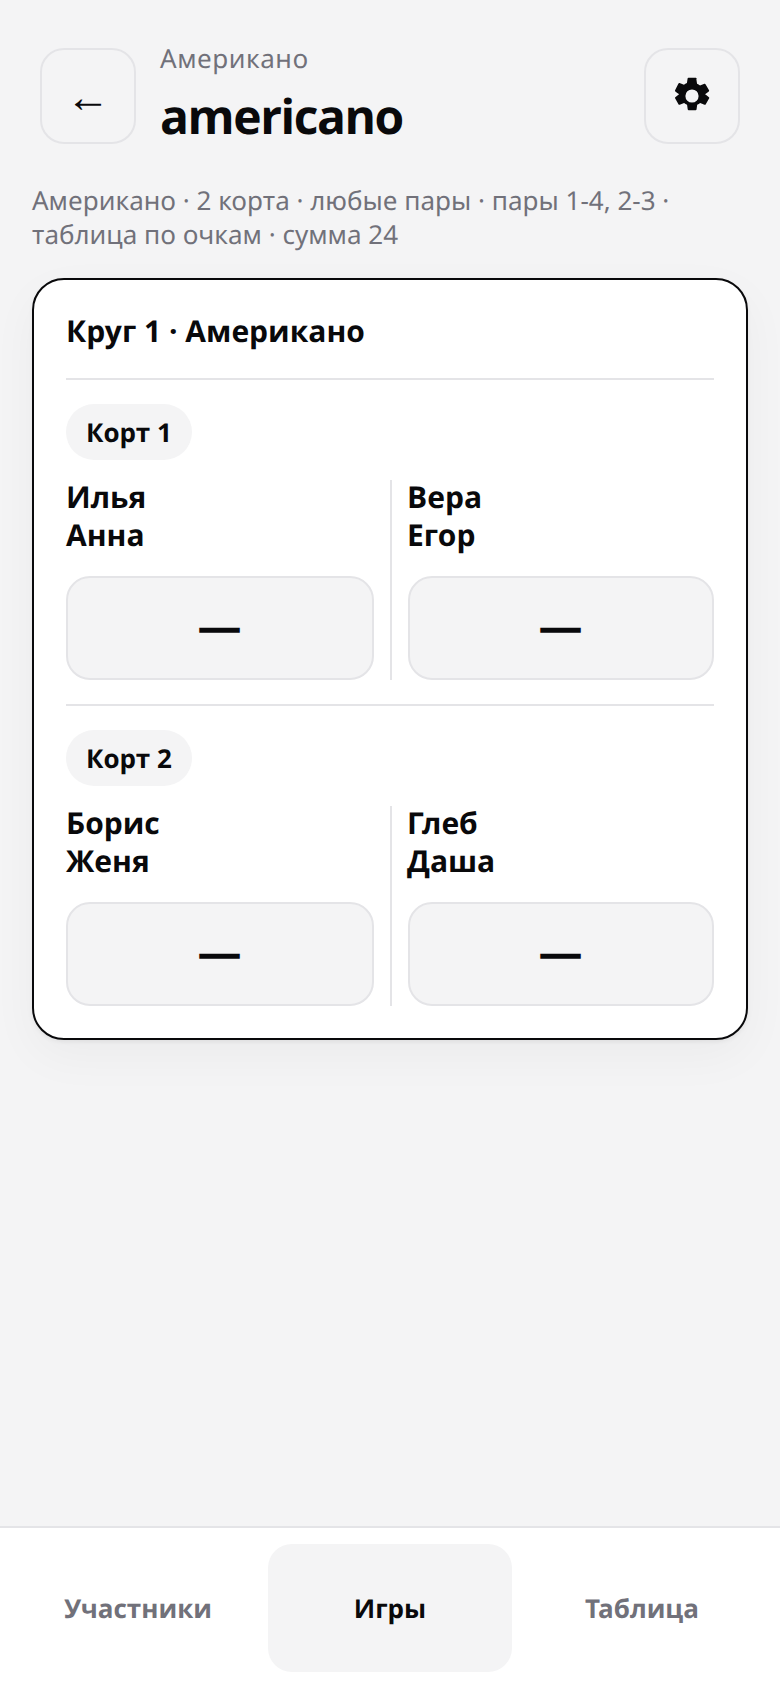 ←
Американо
americano
Американо · 2 корта · любые пары · пары 1-4, 2-3 ·
таблица по очкам · сумма 24
Круг 1 · Американо
Корт 1
Илья
Анна
Вера
Егор
—
—
Корт 2
Борис
Женя
Глеб
Даша
—
—
Участники
Игры
Таблица